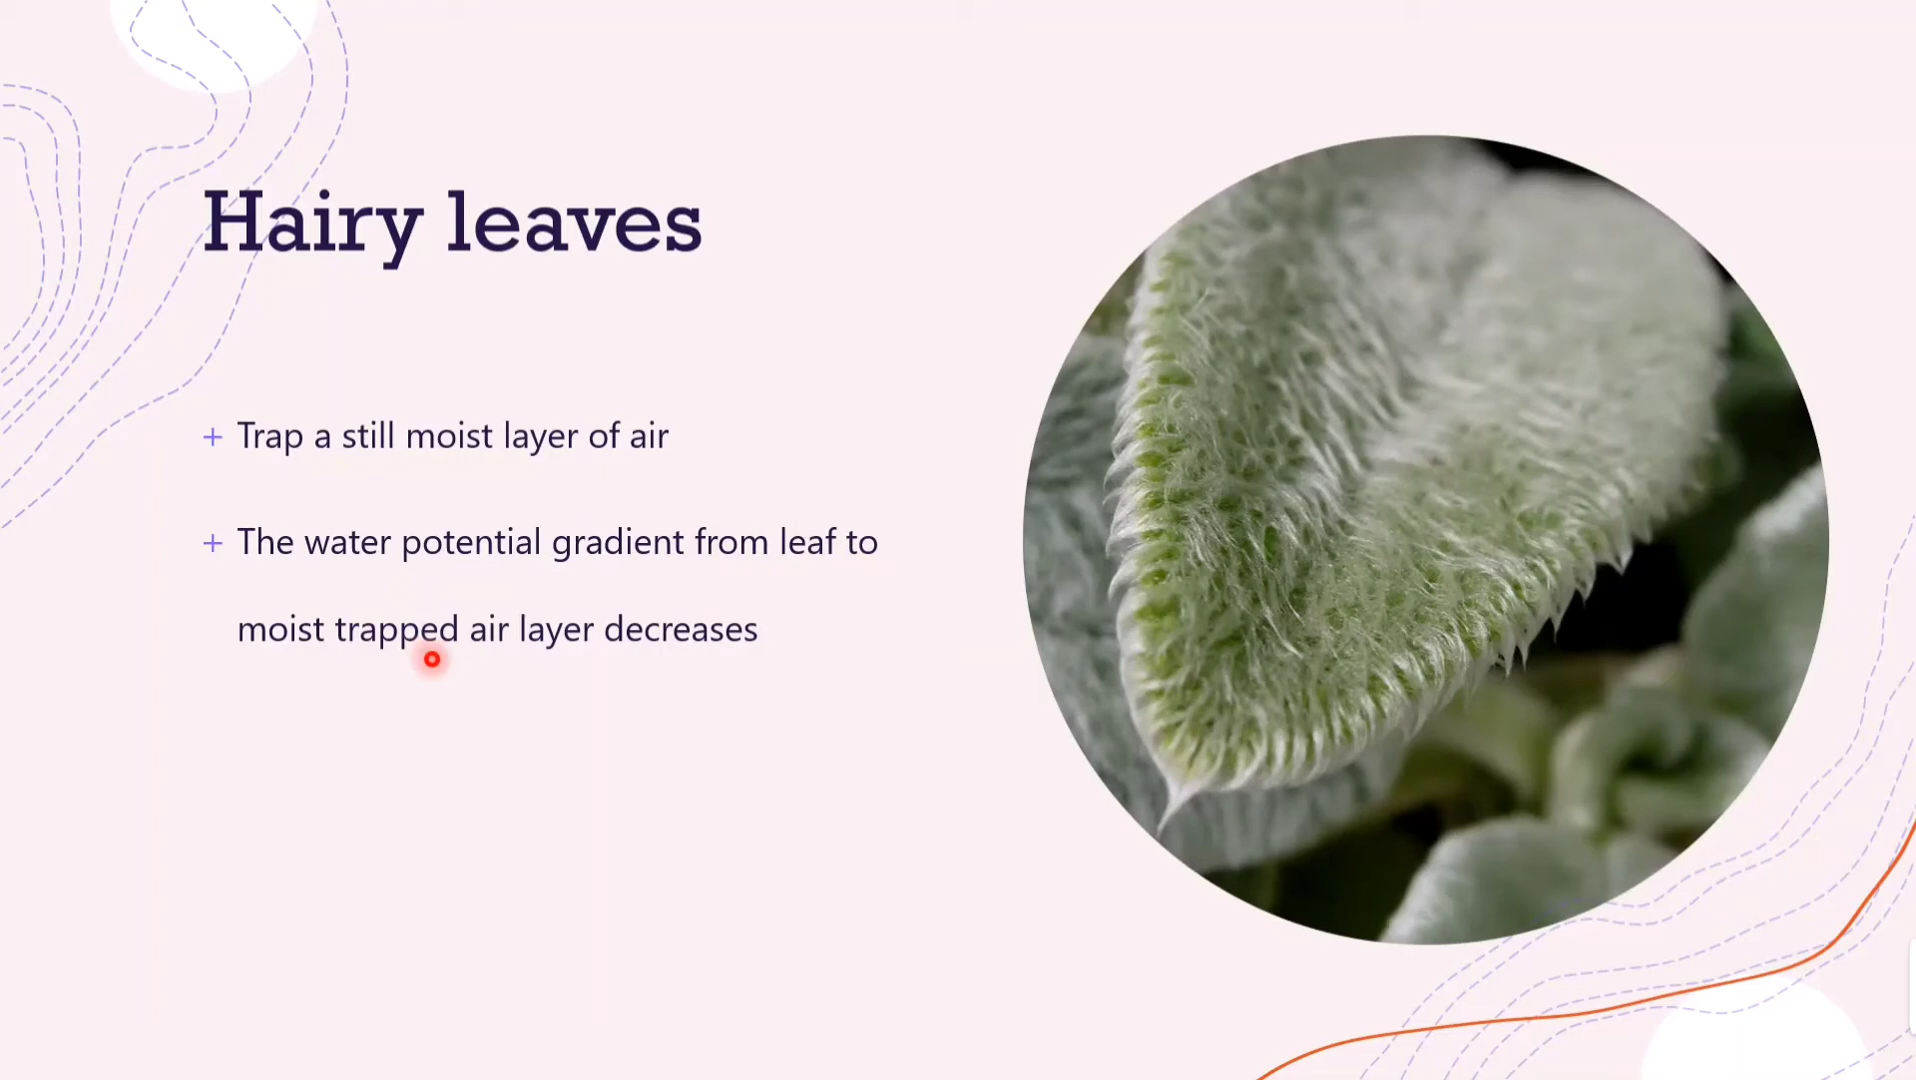 Hairy leaves
+ Trap a still moist layer of air
+ The water potential gradient from leaf to
moist trapped air layer decreases